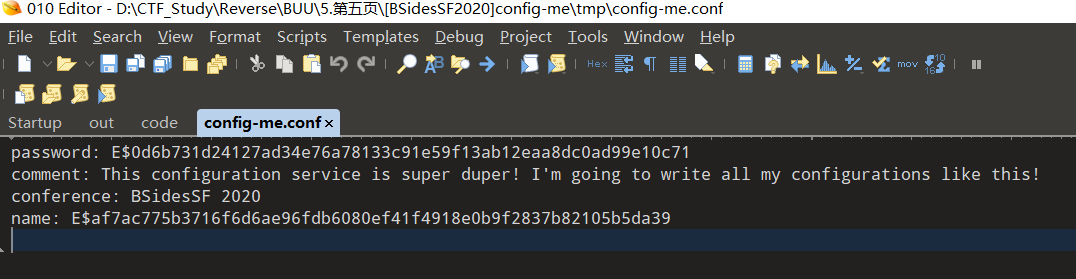 010 Editor - D:\CTF_Study\Reverse\BUU\5.第五页\[BSidesSF2020]config-me\tmp\config-me.conf
File Edit Search View Format Scripts Templates Debug Project Tools Window Help
Hex mov 10 16
Startup out code config-me.conf ×
password: E$0d6b731d24127ad34e76a78133c91e59f13ab12eaa8dc0ad99e10c71
comment: This configuration service is super duper! I'm going to write all my configurations like this!
conference: BSidesSF 2020
name: E$af7ac775b3716f6d6ae96fdb6080ef41f4918e0b9f2837b82105b5da39